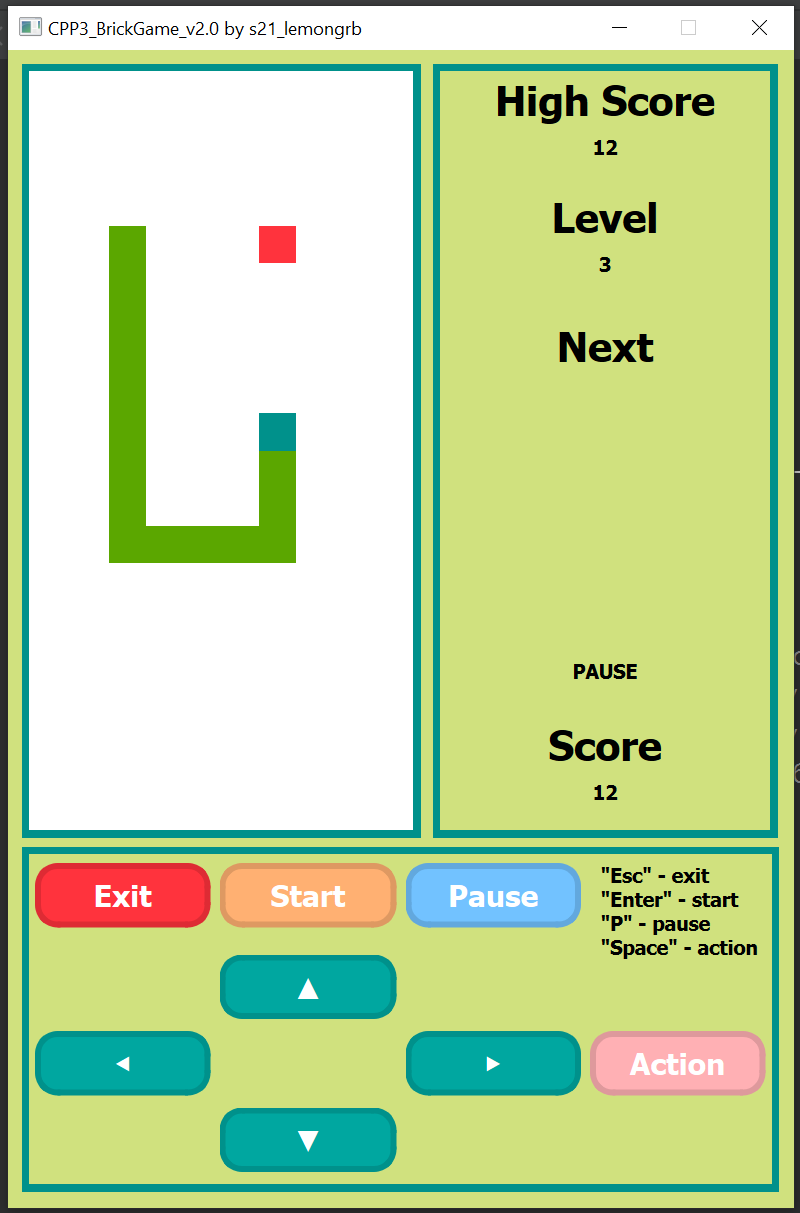 CPP3_BrickGame_v2.0 by s21_lemongrb
High Score
12
Level
3
Next
PAUSE
Score
12
Exit
Start
Pause
"Esc" - exit
"Enter" - start
"P" - pause
"Space" - action
▲
◄
►
Action
▼